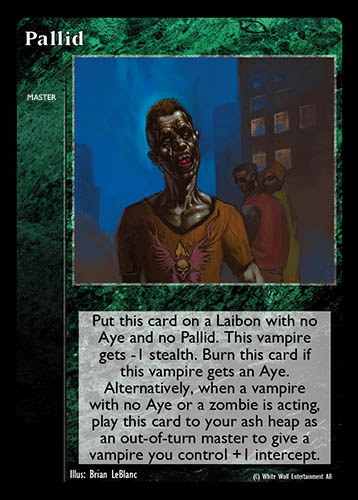 Pallid
MASTER
Put this card on a Laibon with no
Aye and no Pallid. This vampire
gets -1 stealth. Burn this card if
this vampire gets an Aye.
Alternatively, when a vampire
with no Aye or a zombie is acting,
play this card to your ash heap as
an out-of-turn master to give a
vampire you control +1 intercept.
Illus: Brian LeBlanc
(C) White Wolf Entertainment AB